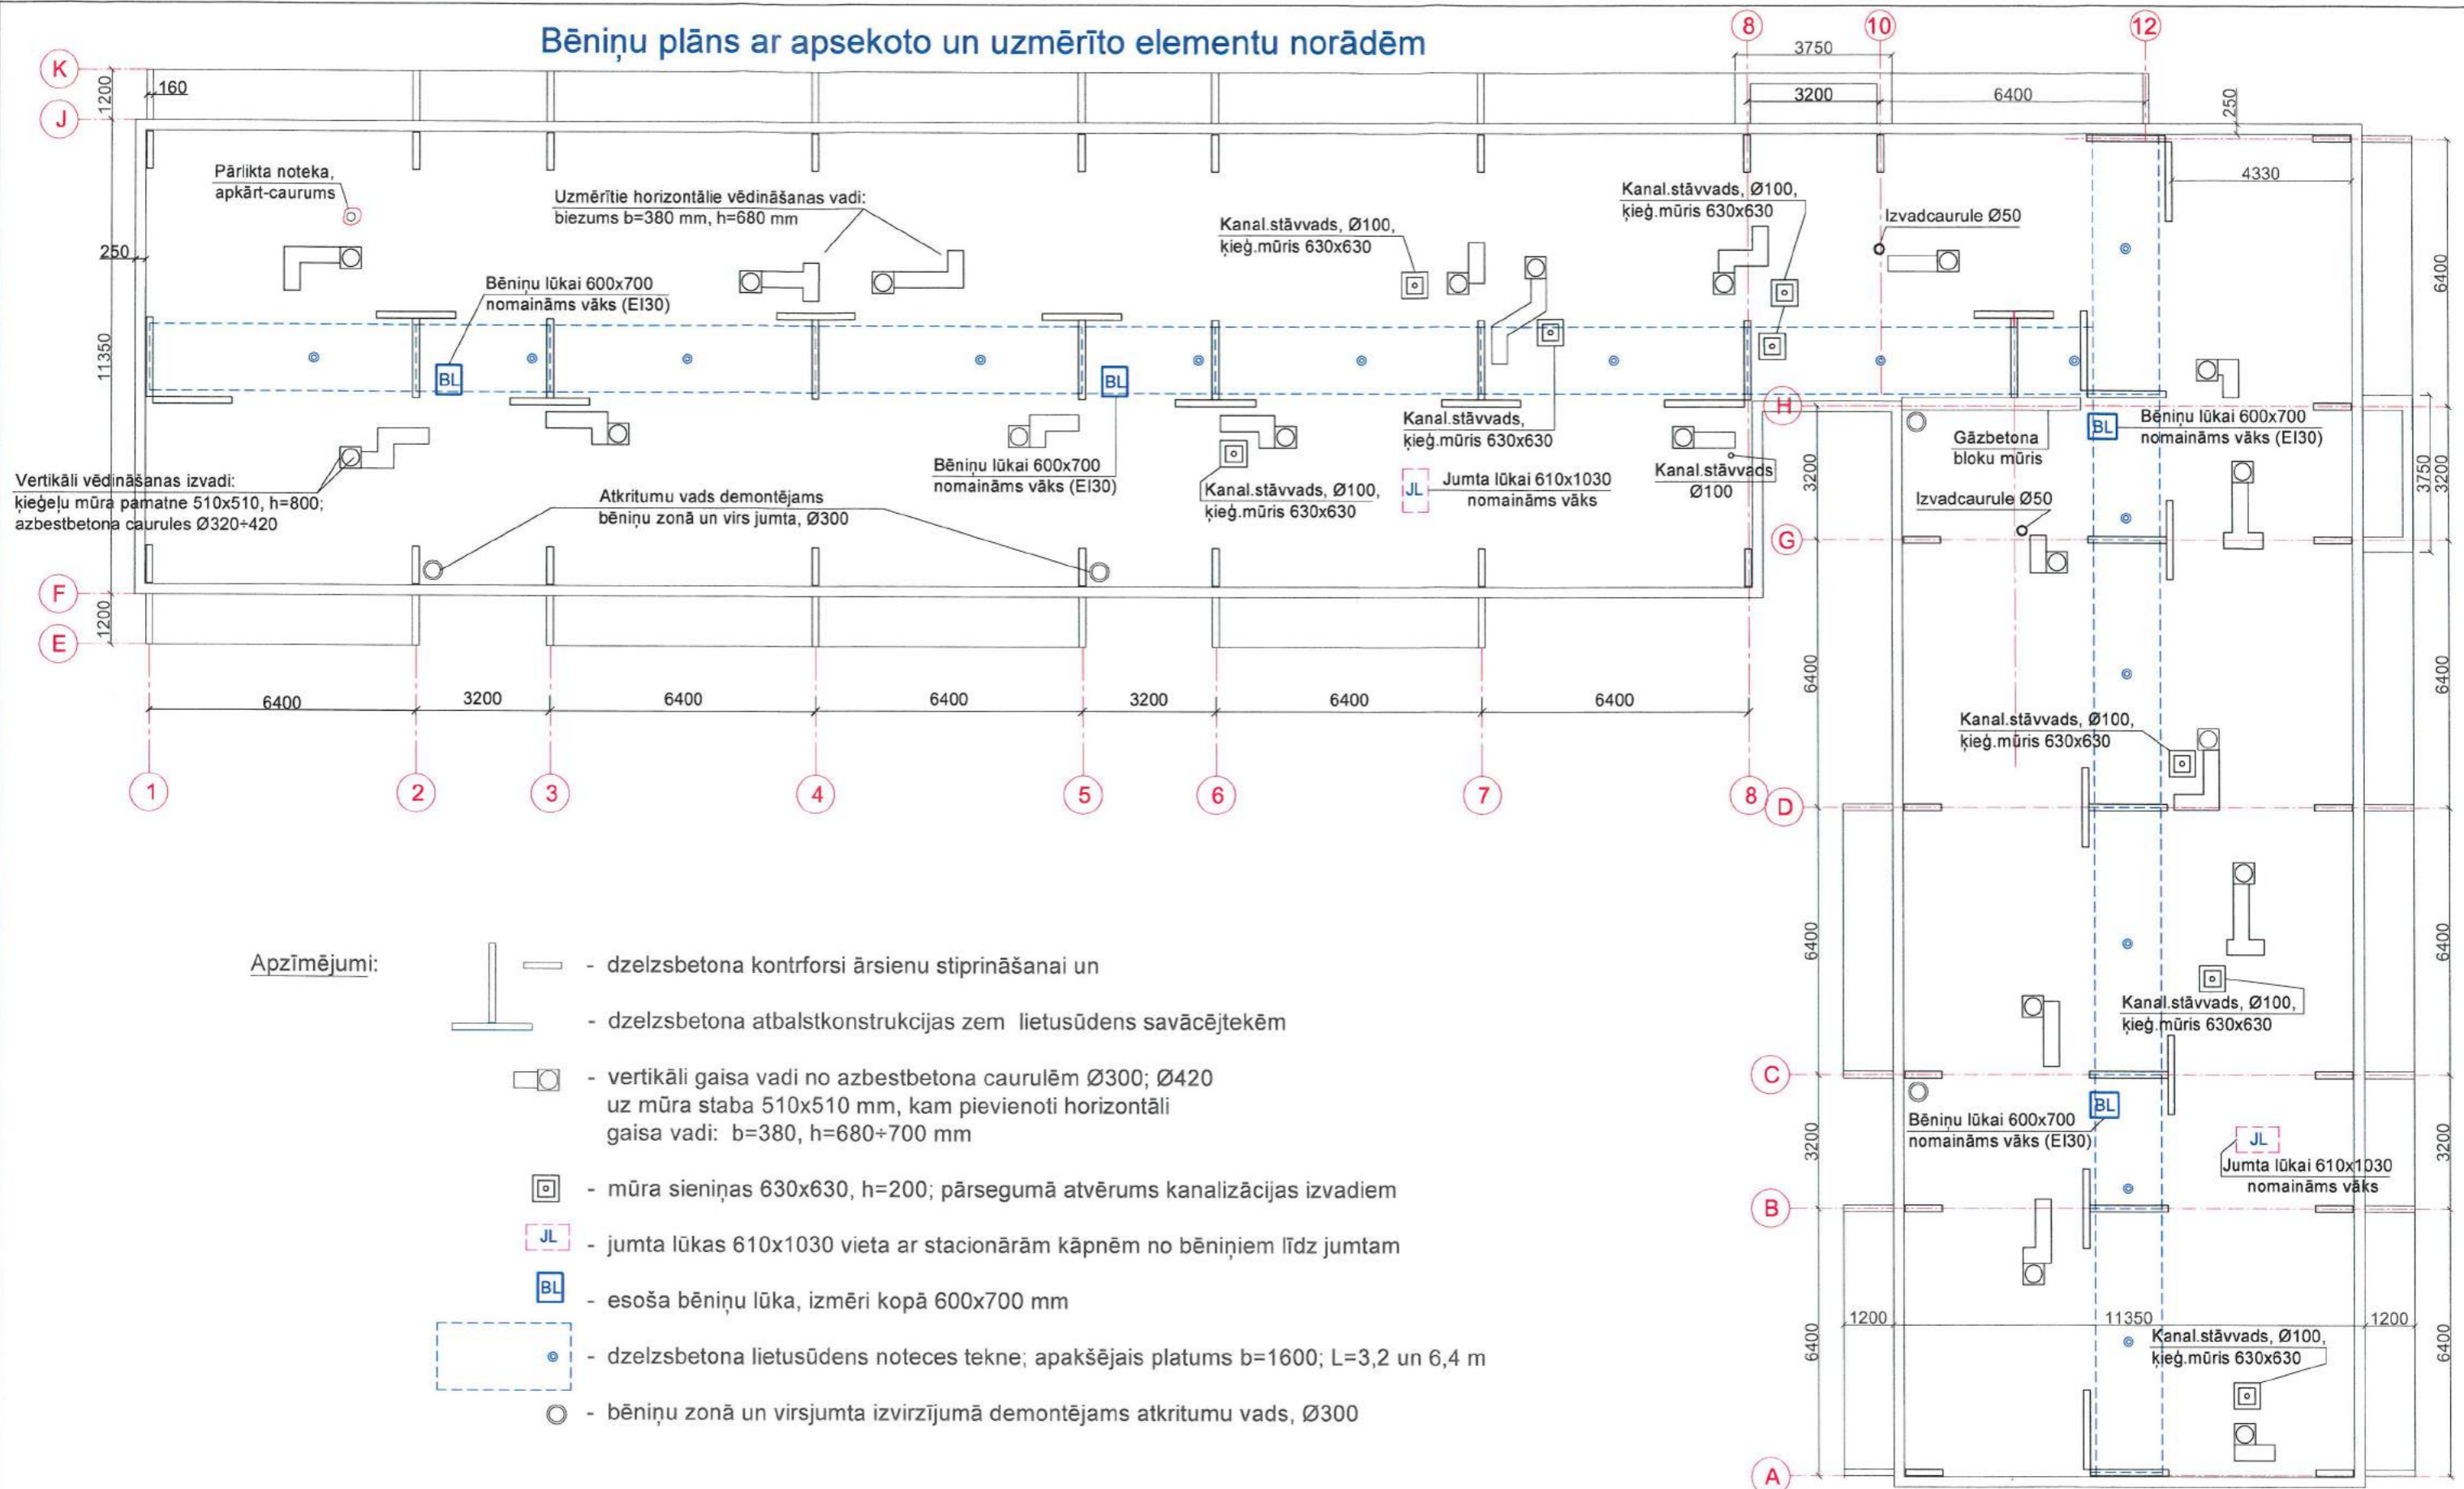 Bēniņu plāns ar apsekoto un uzmērīto elementu norādēm
8
10
12
3750
K
1200
160
3200
6400
250
J
Pārlikta noteka,
apkārt-caurums
Uzmērītie horizontālie vēdināšanas vadi:
biezums b=380 mm, h=680 mm
Kanal.stāvvads, Ø100,
ķieģ.mūris 630x630
Kanal.stāvvads, Ø100,
ķieģ.mūris 630x630
Izvadcaurule Ø50
4330
250
6400
Bēniņu lūkai 600x700
nomaināms vāks (EI30)
11350
BL
BL
Kanal.stāvvads,
ķieģ.mūris 630x630
H
BL
Bēniņu lūkai 600x700
nomaināms vāks (EI30)
Gāzbetona
bloku mūris
Vertikāli vēdināšanas izvadi:
ķieģeļu mūra pamatne 510x510, h=800;
azbestbetona caurules Ø320÷420
Atkritumu vads demontējams
bēniņu zonā un virs jumta, Ø300
Bēniņu lūkai 600x700
nomaināms vāks (EI30)
Kanal.stāvvads, Ø100,
ķieģ.mūris 630x630
JL
Jumta lūkai 610x1030
nomaināms vāks
Kanal.stāvvads
Ø100
3200
Izvadcaurule Ø50
3750
3200
G
F
1200
E
6400
6400
6400
3200
6400
6400
3200
6400
6400
Kanal.stāvvads, Ø100,
ķieģ.mūris 630x630
1
2
3
4
5
6
7
8
D
6400
6400
Kanal.stāvvads, Ø100,
ķieģ.mūris 630x630
C
Bēniņu lūkai 600x700
nomaināms vāks (EI30)
BL
JL
Jumta lūkai 610x1030
nomaināms vāks
3200
3200
B
1200
11350
1200
6400
6400
Kanal.stāvvads, Ø100,
ķieģ.mūris 630x630
A
Apzīmējumi:
- dzelzsbetona kontrforsi ārsienu stiprināšanai un
- dzelzsbetona atbalstkonstrukcijas zem lietusūdens savācējtekēm
- vertikāli gaisa vadi no azbestbetona caurulēm Ø300; Ø420
uz mūra staba 510x510 mm, kam pievienoti horizontāli
gaisa vadi: b=380, h=680÷700 mm
- mūra sieniņas 630x630, h=200; pārsegumā atvērums kanalizācijas izvadiem
JL - jumta lūkas 610x1030 vieta ar stacionārām kāpnēm no bēniņiem līdz jumtam
BL - esoša bēniņu lūka, izmēri kopā 600x700 mm
- dzelzsbetona lietusūdens noteces tekne; apakšējais platums b=1600; L=3,2 un 6,4 m
- bēniņu zonā un virsjumta izvirzījumā demontējams atkritumu vads, Ø300